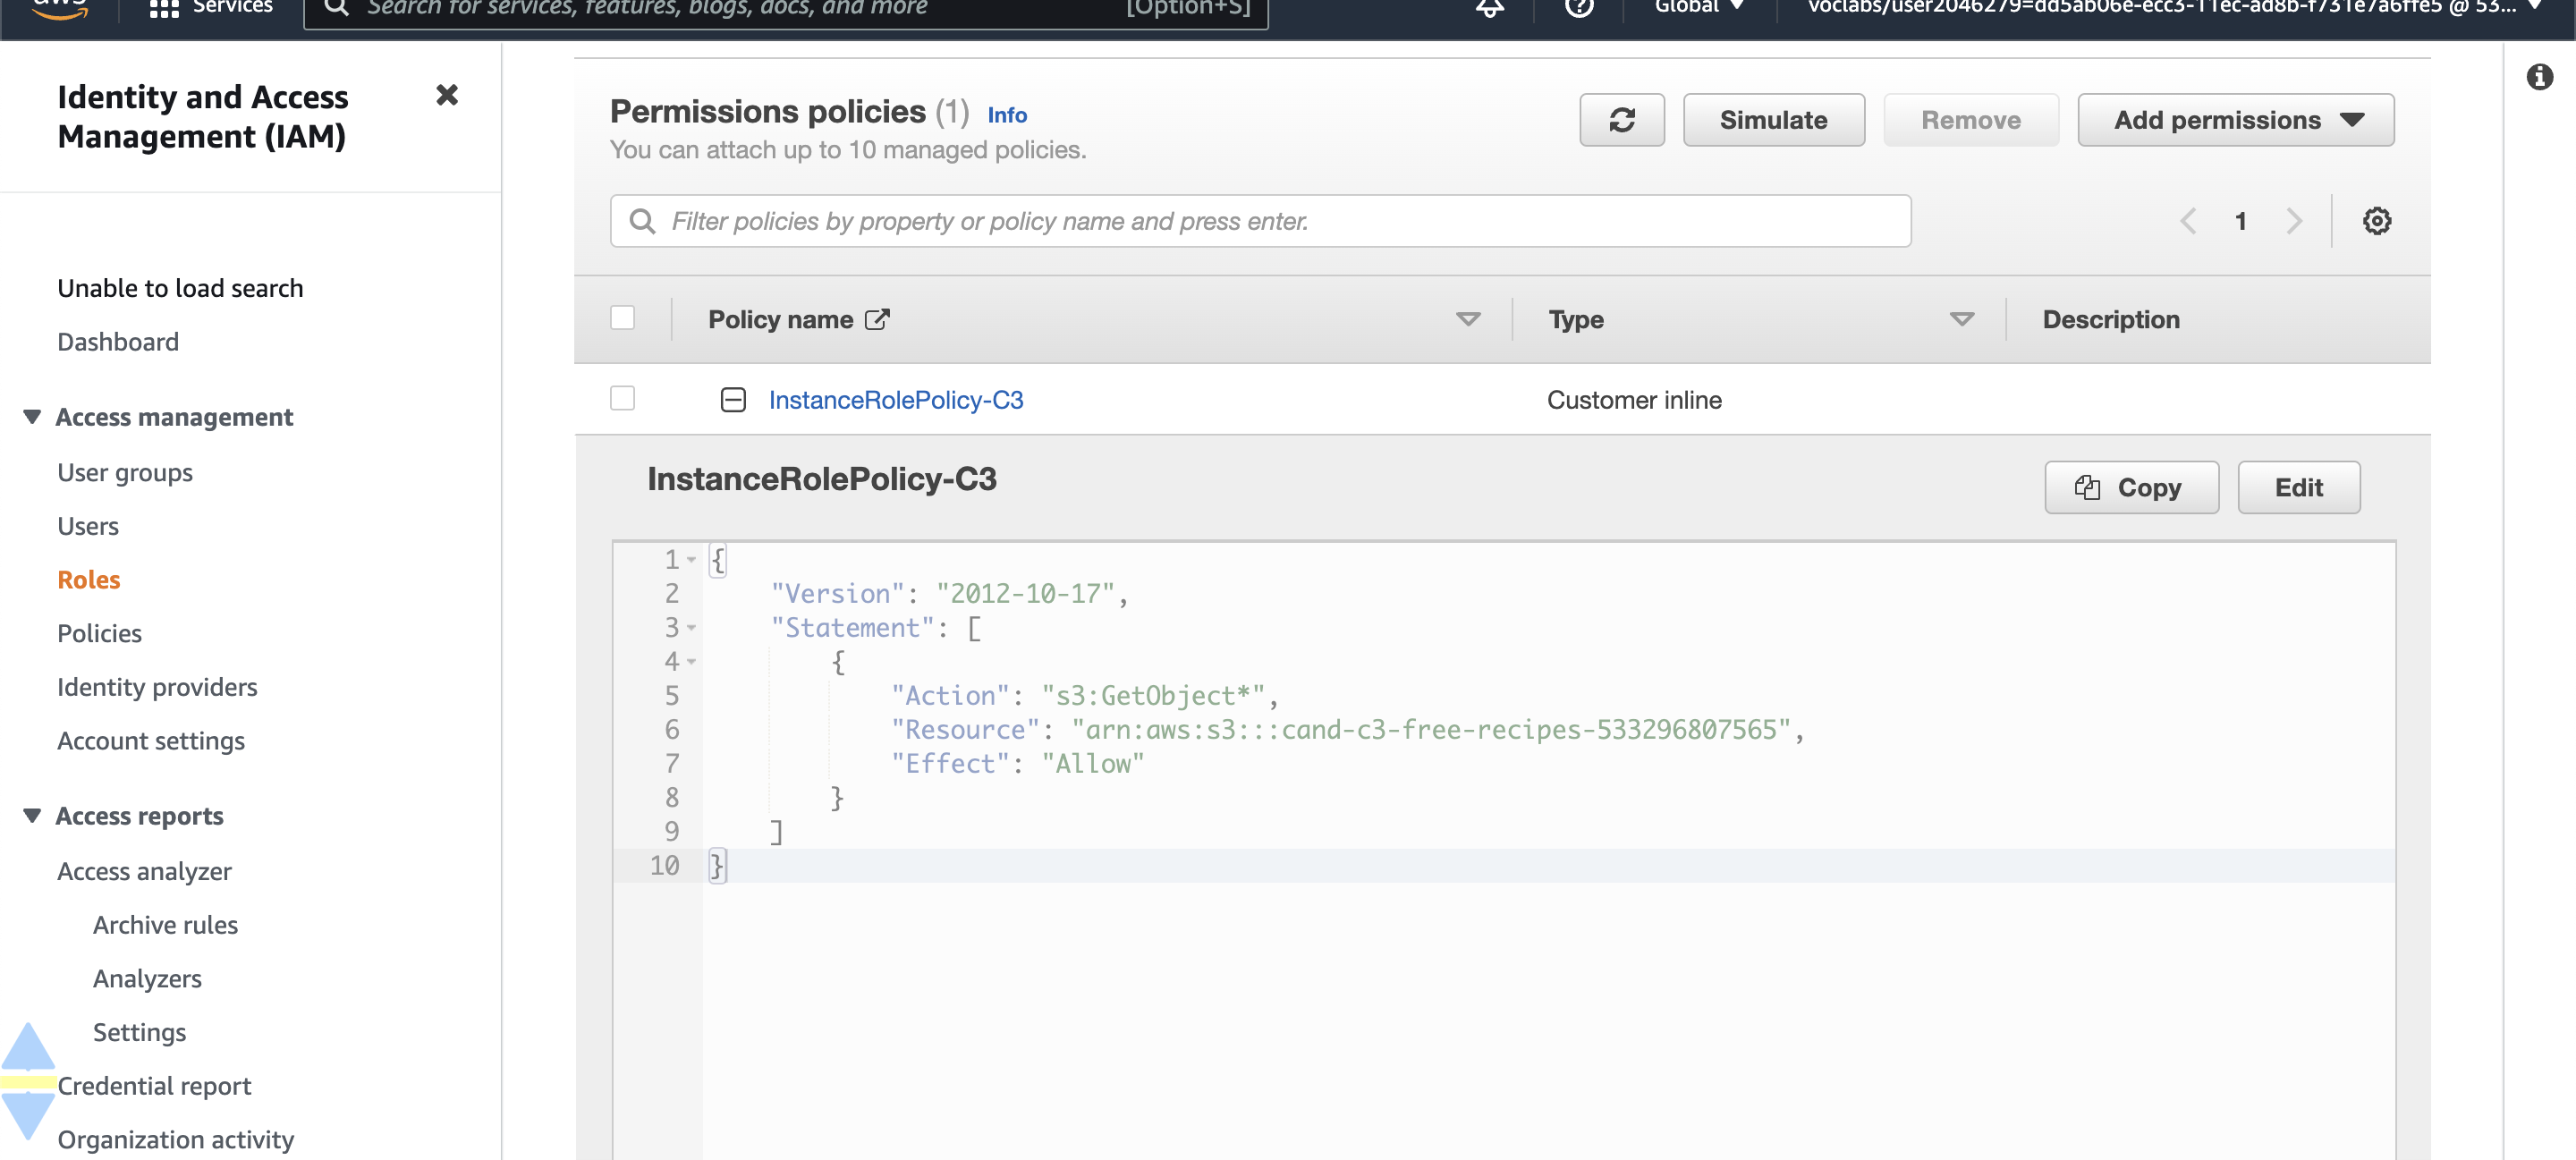 aws
Services
Search for services, features, blogs, docs, and more
[Option+S]
Global
voclabs/user2046279=dd5ab06e-ecc3-11ec-ad8b-f731e7a6ffe5 @ 53...
Identity and Access
Management (IAM)
Unable to load search
Dashboard
Access management
User groups
Users
Roles
Policies
Identity providers
Account settings
Access reports
Access analyzer
Archive rules
Analyzers
Settings
Credential report
Organization activity
Permissions policies (1) Info
You can attach up to 10 managed policies.
Simulate
Remove
Add permissions
Filter policies by property or policy name and press enter.
1
Policy name
Type
Description
InstanceRolePolicy-C3
Customer inline
InstanceRolePolicy-C3
Copy
Edit
1 {
2 "Version": "2012-10-17",
3 "Statement": [
4 {
5 "Action": "s3:GetObject*",
6 "Resource": "arn:aws:s3:::cand-c3-free-recipes-533296807565",
7 "Effect": "Allow"
8 }
9 ]
10 }